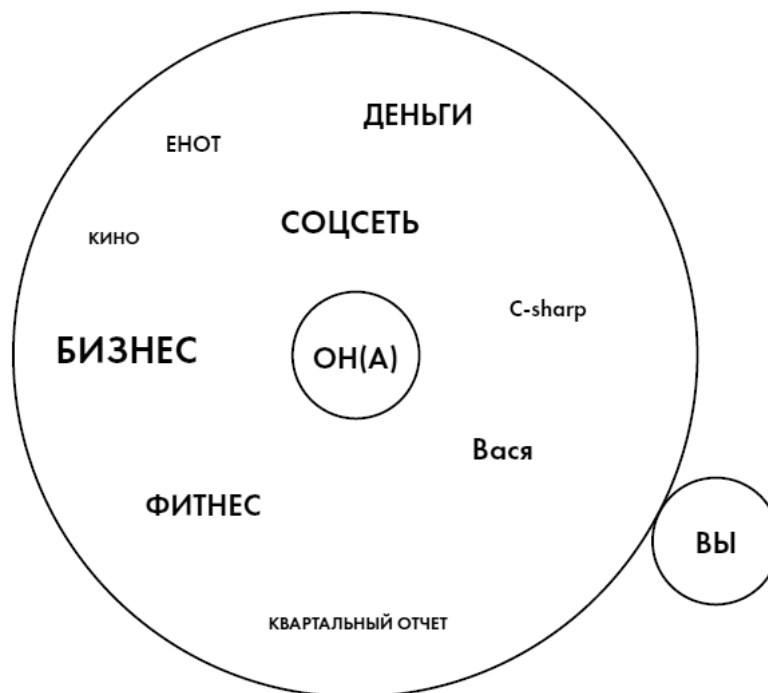 ДЕНЬГИ
ЕНОТ
СОЦСЕТЬ
КИНО
C-sharp
БИЗНЕС
ОН(А)
Вася
ФИТНЕС
ВЫ
КВАРТАЛЬНЫЙ ОТЧЕТ